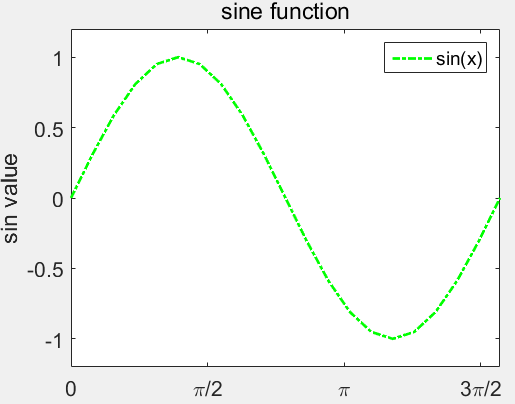 sine function
sin(x)
1
0.5
0
-0.5
-1
sin value
0
π/2
π
3π/2